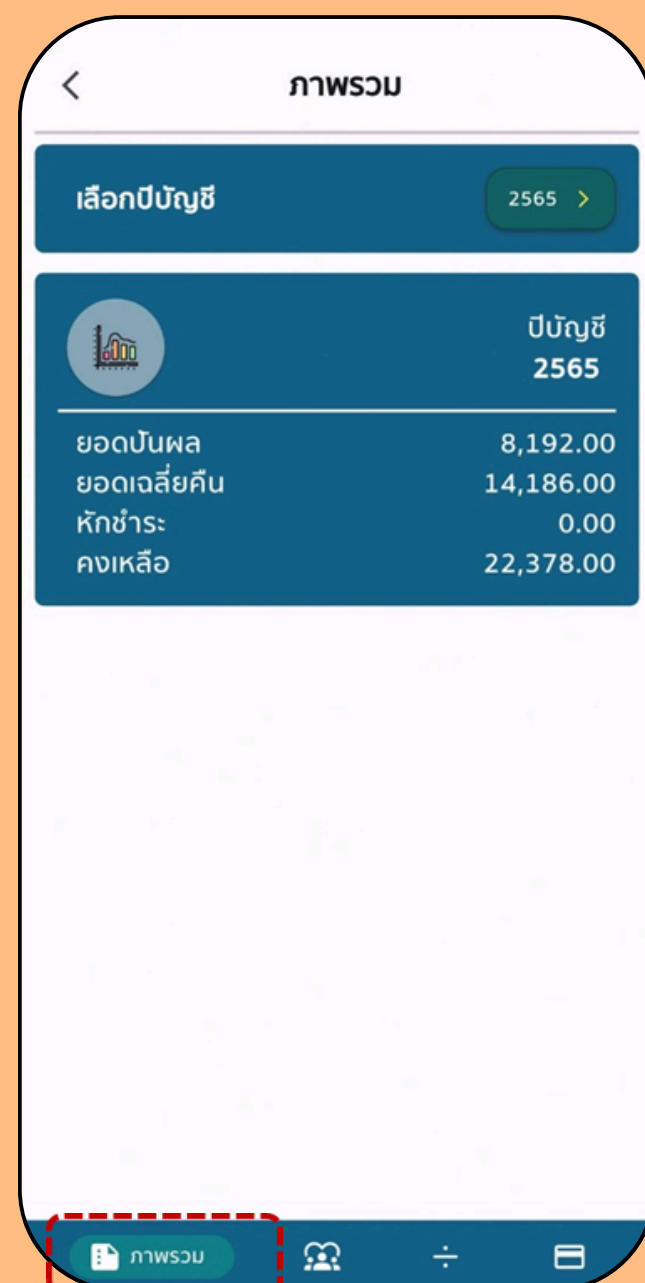 ภาพรวม
เลือกปีบัญชี 2565
ปีบัญชี
2565
ยอดปันผล 8,192.00
ยอดเฉลี่ยคืน 14,186.00
หักชำระ 0.00
คงเหลือ 22,378.00
ภาพรวม